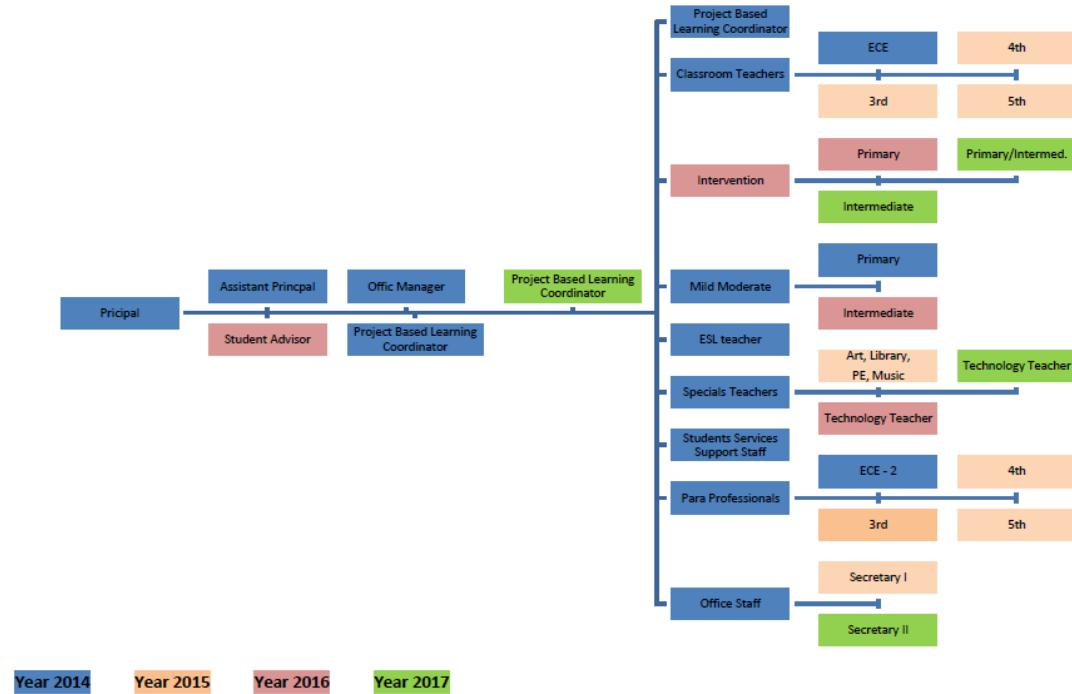 Project Based
Learning Coordinator
ECE
4th
Classroom Teachers
3rd
5th
Primary
Primary/Intermed.
Intervention
Intermediate
Primary
Assistant Princpal
Offic Manager
Project Based Learning
Coordinator
Mild Moderate
Pricipal
Intermediate
Student Advisor
Project Based Learning
Coordinator
ESL teacher
Art, Library,
PE, Music
Technology Teacher
Specials Teachers
Technology Teacher
Students Services
Support Staff
ECE - 2
4th
Para Professionals
3rd
5th
Secretary I
Office Staff
Secretary II
Year 2014
Year 2015
Year 2016
Year 2017